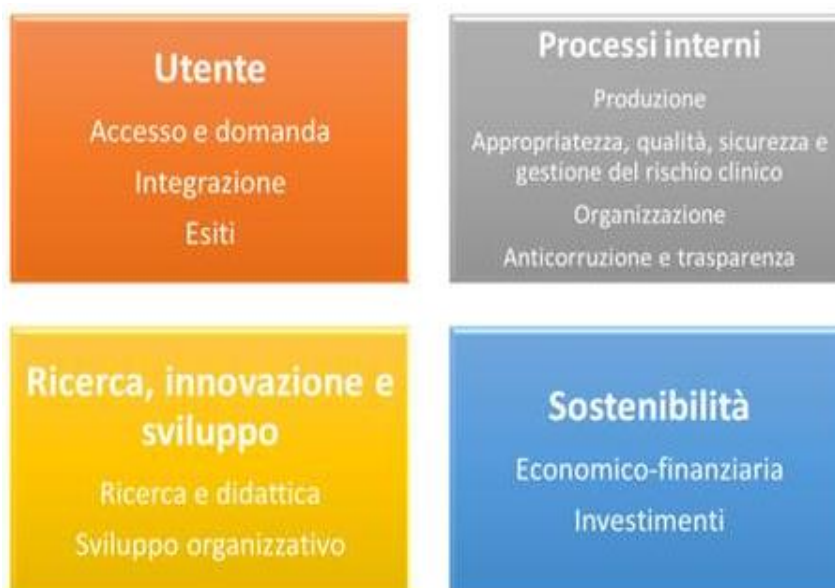 Utente
Accesso e domanda
Integrazione
Esiti
Processi interni
Produzione
Appropriatezza, qualità, sicurezza e
gestione del rischio clinico
Organizzazione
Anticorruzione e trasparenza
Ricerca, innovazione e
sviluppo
Ricerca e didattica
Sviluppo organizzativo
Sostenibilità
Economico-finanziaria
Investimenti